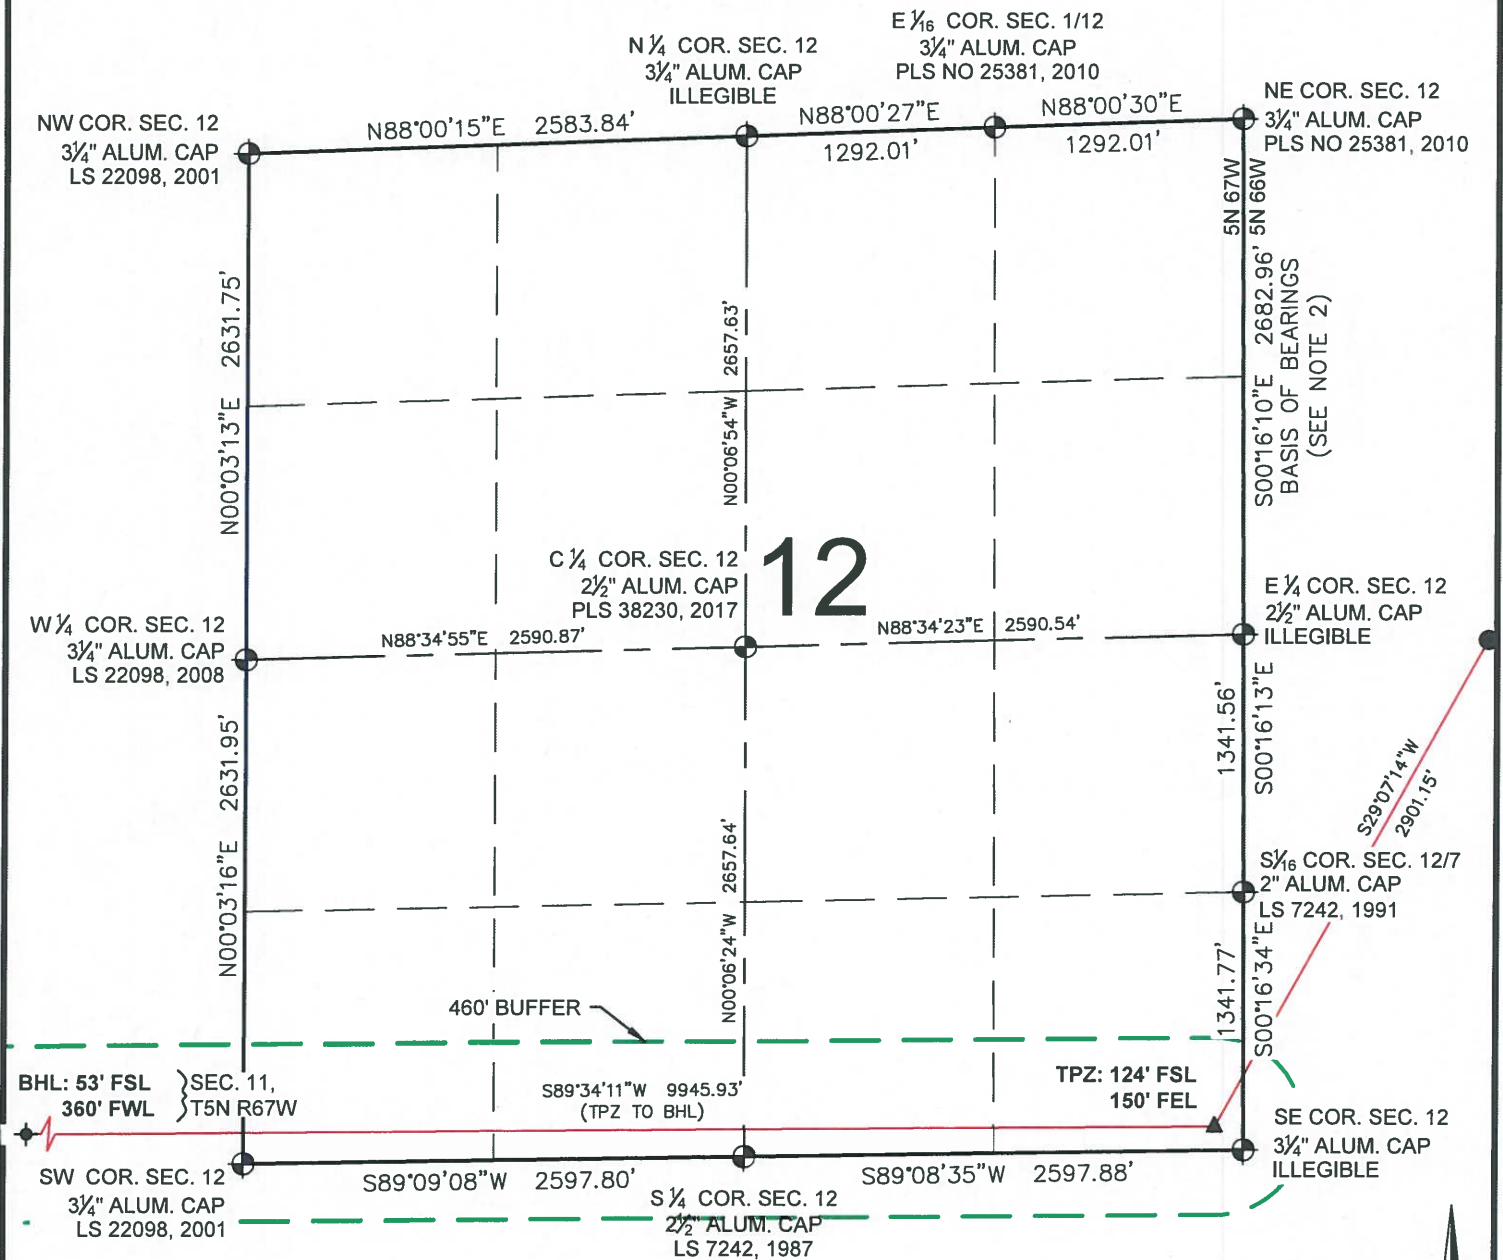 E 1/16 COR. SEC. 1/12
3 1/4" ALUM. CAP
PLS NO 25381, 2010
N 1/4 COR. SEC. 12
3 1/4" ALUM. CAP
ILLEGIBLE
NE COR. SEC. 12
3 1/4" ALUM. CAP
PLS NO 25381, 2010
NW COR. SEC. 12
3 1/4" ALUM. CAP
LS 22098, 2001
N88°00'15"E 2583.84'
N88°00'27"E
1292.01'
N88°00'30"E
1292.01'
5N 67W
5N 66W
N00°03'13"E 2631.75'
N00°06'54"W 2657.63'
S00°16'10"E 2682.96'
BASIS OF BEARINGS
(SEE NOTE 2)
C 1/4 COR. SEC. 12
2 1/2" ALUM. CAP
PLS 38230, 2017
12
W 1/4 COR. SEC. 12
3 1/4" ALUM. CAP
LS 22098, 2008
N88°34'55"E 2590.87'
N88°34'23"E 2590.54'
E 1/4 COR. SEC. 12
2 1/2" ALUM. CAP
ILLEGIBLE
N00°03'16"E 2631.95'
N00°06'24"W 2657.64'
1341.56'
S00°16'13"E
S29°07'14"W
2901.15'
S 1/16 COR. SEC. 12/7
2" ALUM. CAP
LS 7242, 1991
1341.77'
S00°16'34"E
460' BUFFER
BHL: 53' FSL
360' FWL
SEC. 11,
T5N R67W
S89°34'11"W 9945.93'
(TPZ TO BHL)
TPZ: 124' FSL
150' FEL
SW COR. SEC. 12
3 1/4" ALUM. CAP
LS 22098, 2001
S89°09'08"W 2597.80'
S 1/4 COR. SEC. 12
2 1/2" ALUM. CAP
LS 7242, 1987
S89°08'35"W 2597.88'
SE COR. SEC. 12
3 1/4" ALUM. CAP
ILLEGIBLE